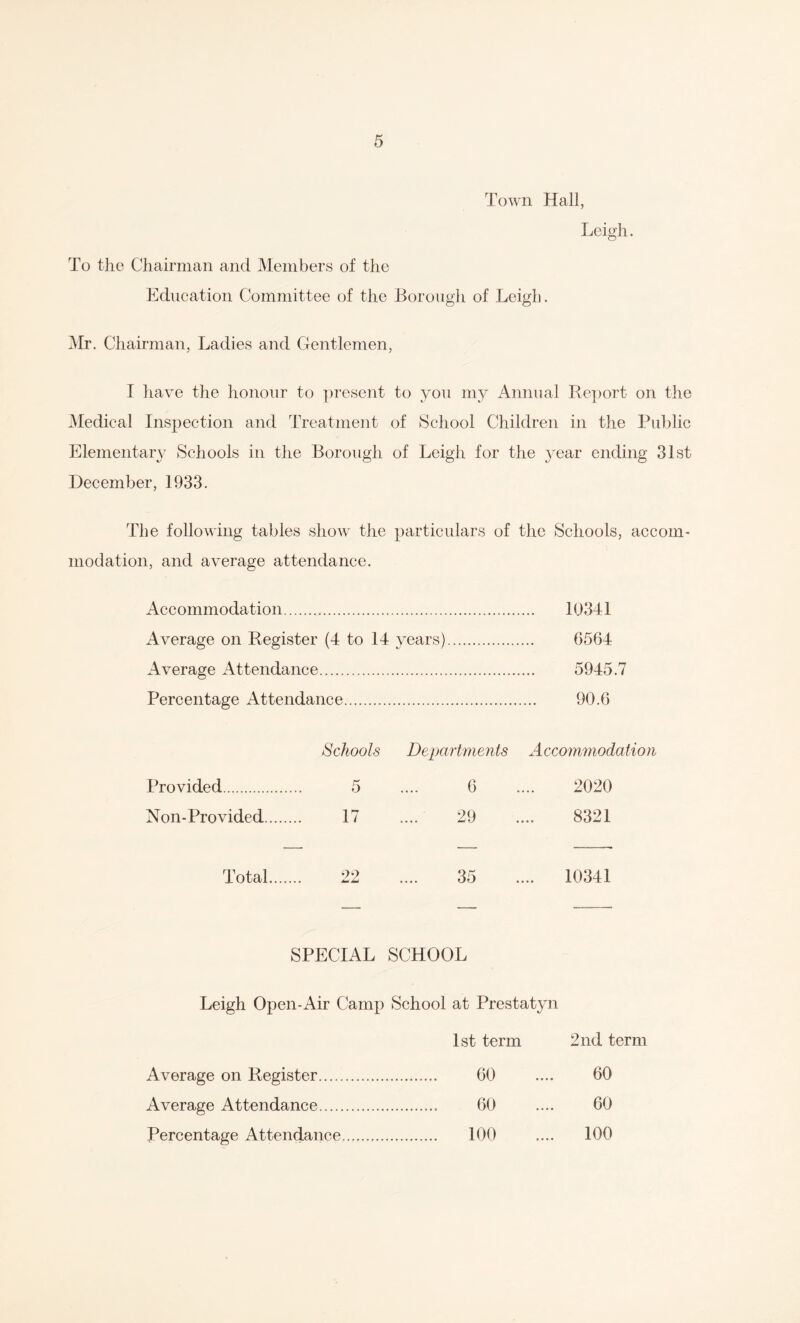 5
Town Hall,
Leigh.
To the Chairman and Members of the
Education Committee of the Borough of Leigh.
Mr. Chairman, Ladies and Gentlemen,
I have the honour to present to you my Annual Report on the
Medical Inspection and Treatment of School Children in the Public
Elementary Schools in the Borough of Leigh for the year ending 31st
December, 1933.
The following tables show the particulars of the Schools, accom-
modation, and average attendance.
Accommodation.................................................... 10341
Average on Register (4 to 14 years)................... 6564
Average Attendance............................................. 5945.7
Percentage Attendance......................................... 90.6
Schools Departments Accommodation
Provided.................. 5 .... 6 .... 2020
Non-Provided........ 17 .... 29 .... 8321
Total....... 22 .... 35 .... 10341
SPECIAL SCHOOL
Leigh Open-Air Camp School at Prestatyn
1st term 2nd term
Average on Register......................... 60 .... 60
Average Attendance......................... 60 .... 60
Percentage Attendance..................... 100 .... 100